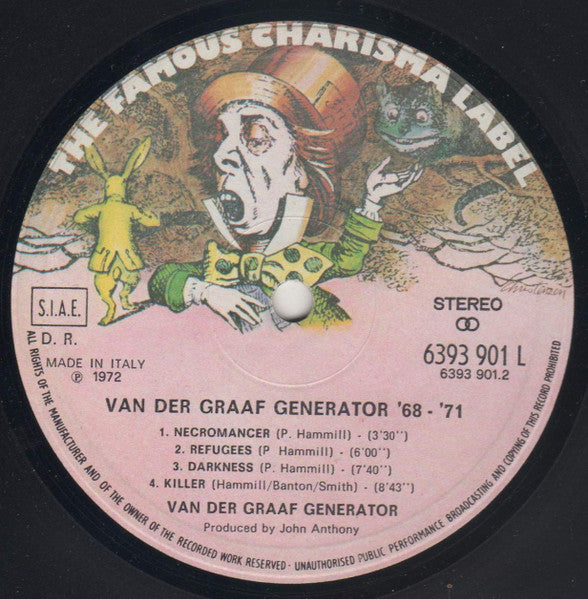 THE FAMOUS CHARISMA LABEL
S.I.A.E.
D. R.
MADE IN ITALY
℗ 1972
STEREO
6393 901 L
6393 901.2
VAN DER GRAAF GENERATOR '68 - '71
1. NECROMANCER (P. Hammill) - (3'30'')
2. REFUGEES (P Hammill) - (6'00'')
3. DARKNESS (P. Hammill) - (7'40'')
4. KILLER (Hammill/Banton/Smith) - (8'43'')
VAN DER GRAAF GENERATOR
Produced by John Anthony
ALL RIGHTS OF THE MANUFACTURER AND OF THE OWNER OF THE RECORDED WORK RESERVED - UNAUTHORISED PUBLIC PERFORMANCE BROADCASTING AND COPYING OF THIS RECORD PROHIBITED